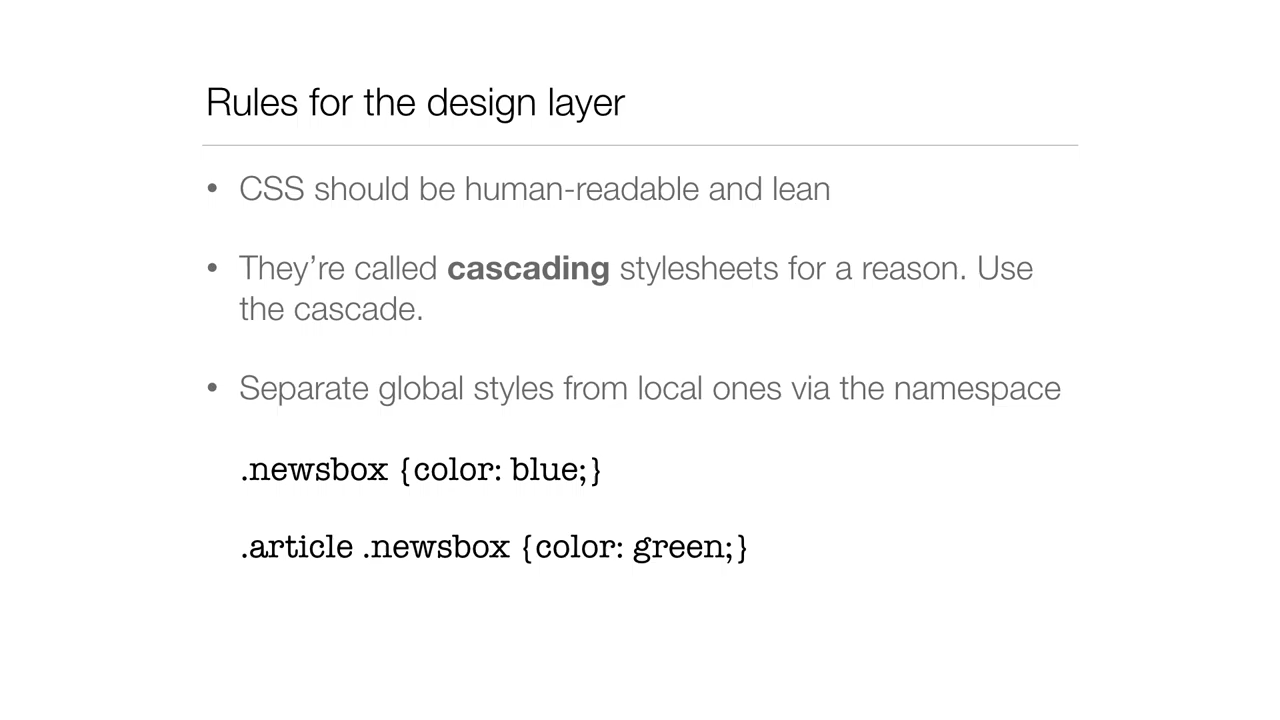 Rules for the design layer
• CSS should be human-readable and lean
• They’re called cascading stylesheets for a reason. Use
the cascade.
• Separate global styles from local ones via the namespace
.newsbox {color: blue;}
.article .newsbox {color: green;}